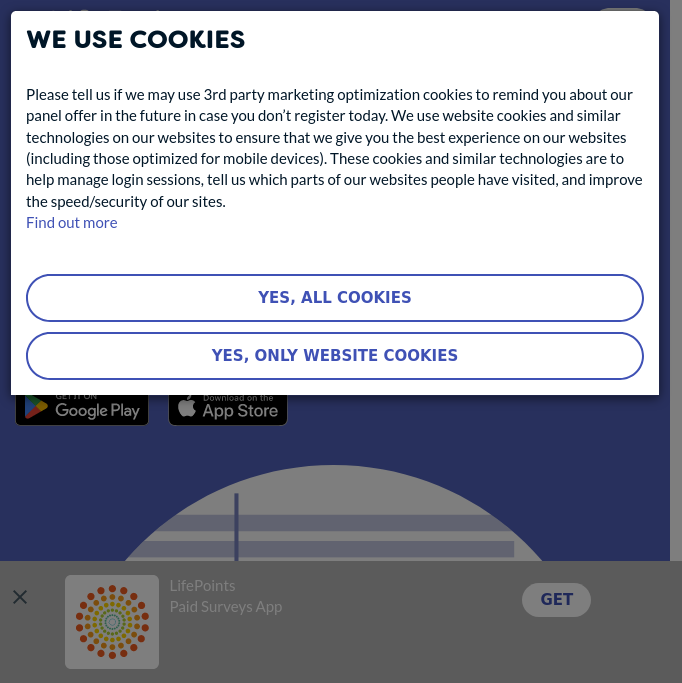 WE USE COOKIES
Please tell us if we may use 3rd party marketing optimization cookies to remind you about our
panel offer in the future in case you don’t register today. We use website cookies and similar
technologies on our websites to ensure that we give you the best experience on our websites
(including those optimized for mobile devices). These cookies and similar technologies are to
help manage login sessions, tell us which parts of our websites people have visited, and improve
the speed/security of our sites.
Find out more
YES, ALL COOKIES
YES, ONLY WEBSITE COOKIES
GET IT ON
Google Play
Download on the
App Store
LifePoints
Paid Surveys App
GET